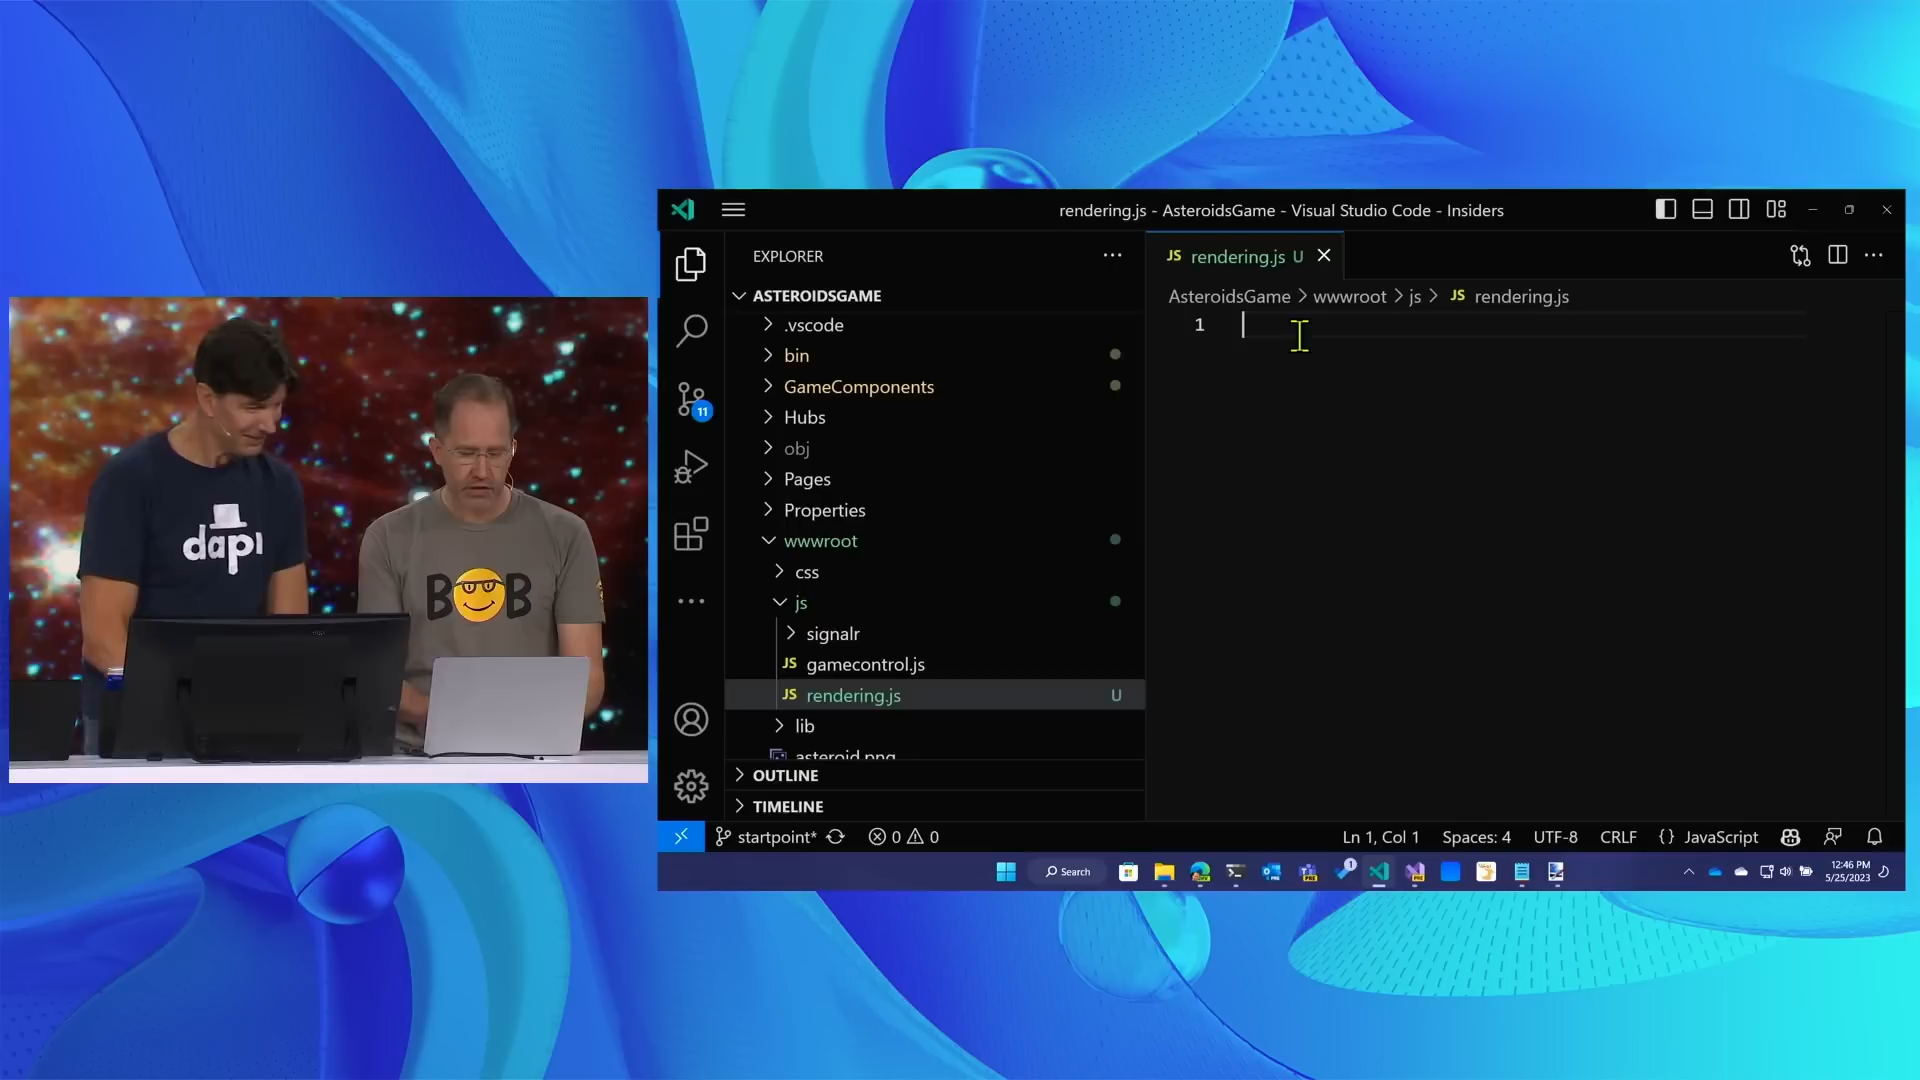 dapr
BOB
rendering.js - AsteroidsGame - Visual Studio Code - Insiders
EXPLORER
JS rendering.js U
ASTEROIDSGAME
AsteroidsGame > wwwroot > js > JS rendering.js
1
.vscode
bin
GameComponents
Hubs
obj
Pages
Properties
wwwroot
css
js
signalr
JS gamecontrol.js
JS rendering.js U
lib
asteroid.png
OUTLINE
TIMELINE
11
startpoint* 0 0
Ln 1, Col 1 Spaces: 4 UTF-8 CRLF {} JavaScript
Search
1
12:46 PM
5/25/2023